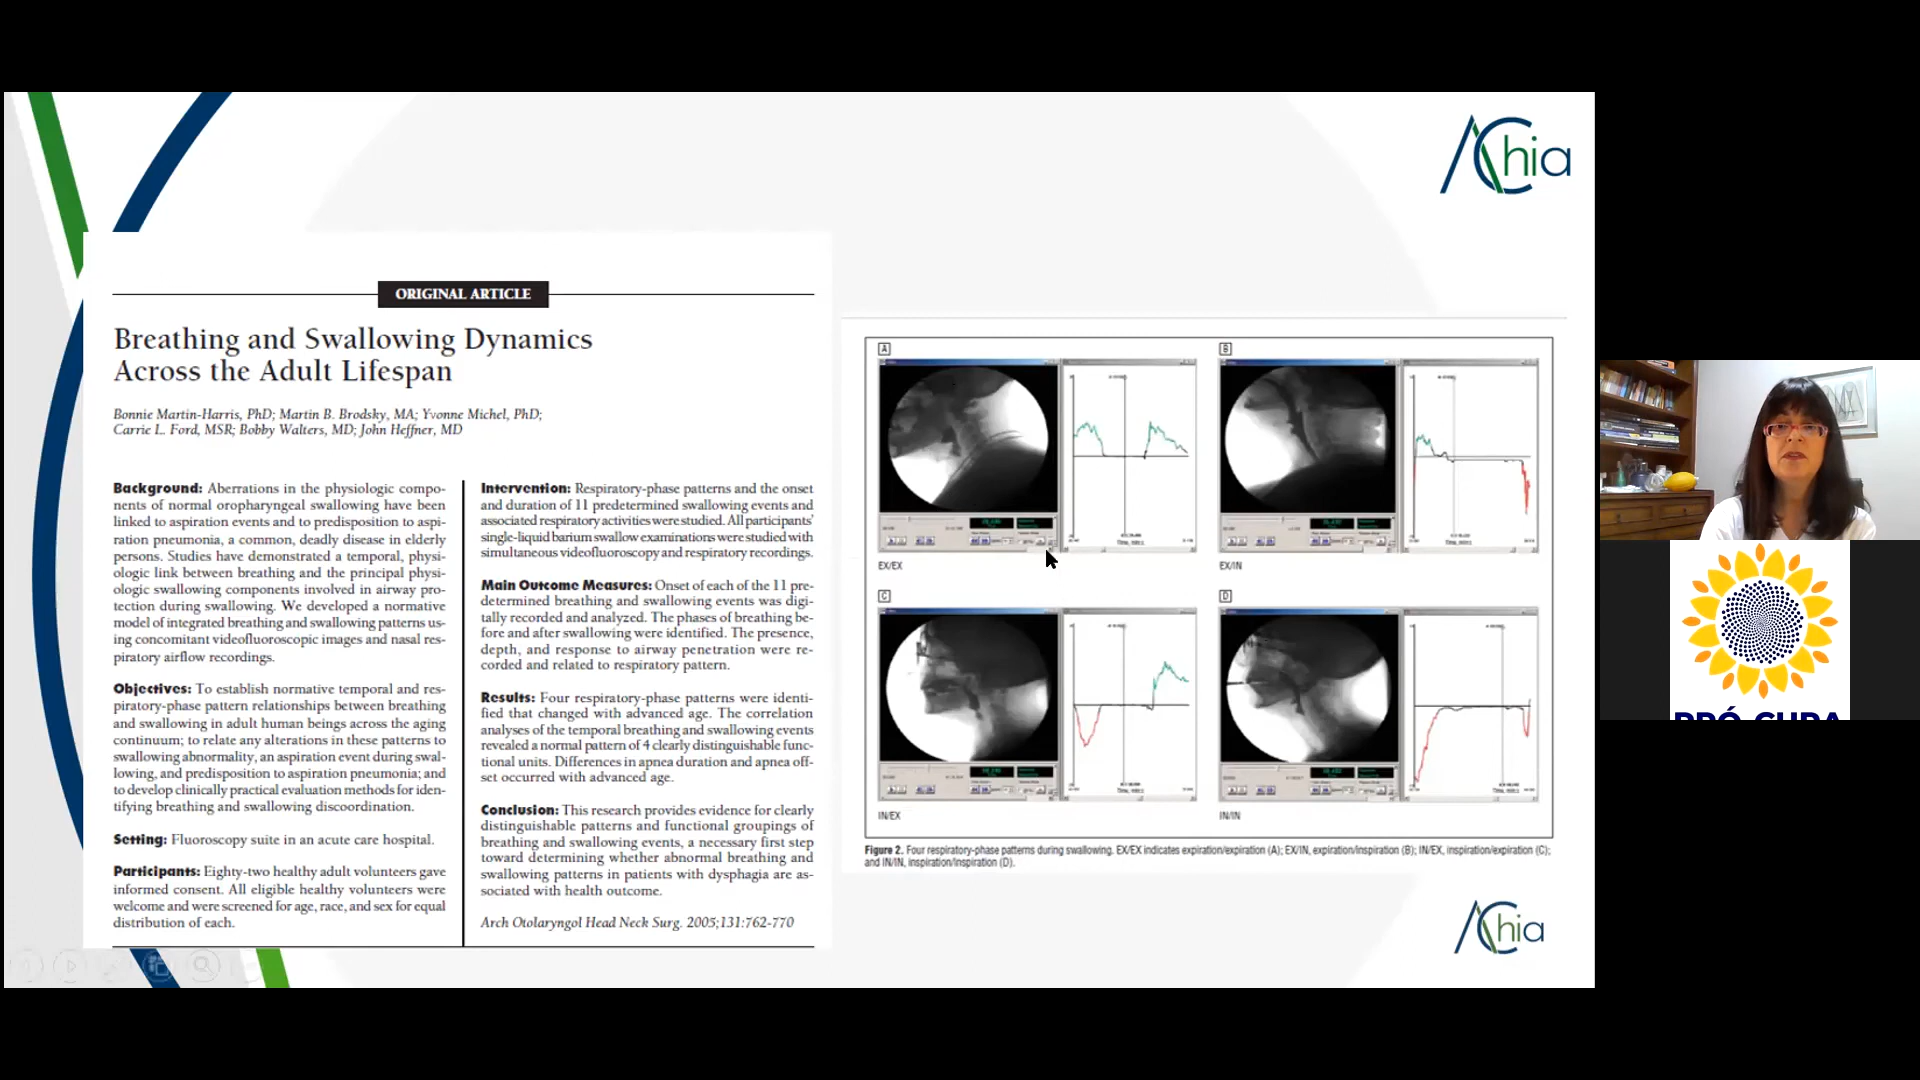 AChia
ORIGINAL ARTICLE
Breathing and Swallowing Dynamics
Across the Adult Lifespan
Bonnie Martin-Harris, PhD; Martin B. Brodsky, MA; Yvonne Michel, PhD;
Carrie L. Ford, MSR; Bobby Walters, MD; John Heffner, MD
Background: Aberrations in the physiologic compo-
nents of normal oropharyngeal swallowing have been
linked to aspiration events and to predisposition to aspi-
ration pneumonia, a common, deadly disease in elderly
persons. Studies have demonstrated a temporal, physi-
ologic link between breathing and the principal physi-
ologic swallowing components involved in airway pro-
tection during swallowing. We developed a normative
model of integrated breathing and swallowing patterns us-
ing concomitant videofluoroscopic images and nasal res-
piratory airflow recordings.
Objectives: To establish normative temporal and res-
piratory-phase pattern relationships between breathing
and swallowing in adult human beings across the aging
continuum; to relate any alterations in these patterns to
swallowing abnormality, an aspiration event during swal-
lowing, and predisposition to aspiration pneumonia; and
to develop clinically practical evaluation methods for iden-
tifying breathing and swallowing discoordination.
Setting: Fluoroscopy suite in an acute care hospital.
Participants: Eighty-two healthy adult volunteers gave
informed consent. All eligible healthy volunteers were
welcome and were screened for age, race, and sex for equal
distribution of each.
Intervention: Respiratory-phase patterns and the onset
and duration of 11 predetermined swallowing events and
associated respiratory activities were studied. All participants'
single-liquid barium swallow examinations were studied with
simultaneous videofluoroscopy and respiratory recordings.
Main Outcome Measures: Onset of each of the 11 pre-
determined breathing and swallowing events was digi-
tally recorded and analyzed. The phases of breathing be-
fore and after swallowing were identified. The presence,
depth, and response to airway penetration were re-
corded and related to respiratory pattern.
Results: Four respiratory-phase patterns were identi-
fied that changed with advanced age. The correlation
analyses of the temporal breathing and swallowing events
revealed a normal pattern of 4 clearly distinguishable func-
tional units. Differences in apnea duration and apnea off-
set occurred with advanced age.
Conclusion: This research provides evidence for clearly
distinguishable patterns and functional groupings of
breathing and swallowing events, a necessary first step
toward determining whether abnormal breathing and
swallowing patterns in patients with dysphagia are as-
sociated with health outcome.
Arch Otolaryngol Head Neck Surg. 2005;131:762-770
A
EX/EX
B
EX/IN
C
IN/EX
D
IN/IN
Figure 2. Four respiratory-phase patterns during swallowing. EX/EX indicates expiration/expiration (A); EX/IN, expiration/inspiration (B); IN/EX, inspiration/expiration (C);
and IN/IN, inspiration/inspiration (D).
AChia
PRÓ-CURA